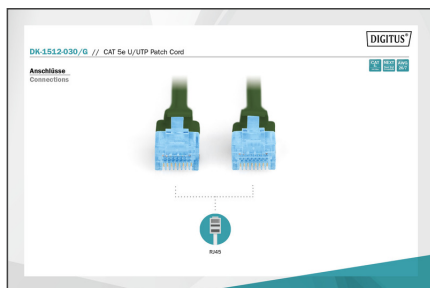 DIGITUS®
DK-1512-030/G // CAT 5e U/UTP Patch Cord
Anschlüsse
Connections
RJ45